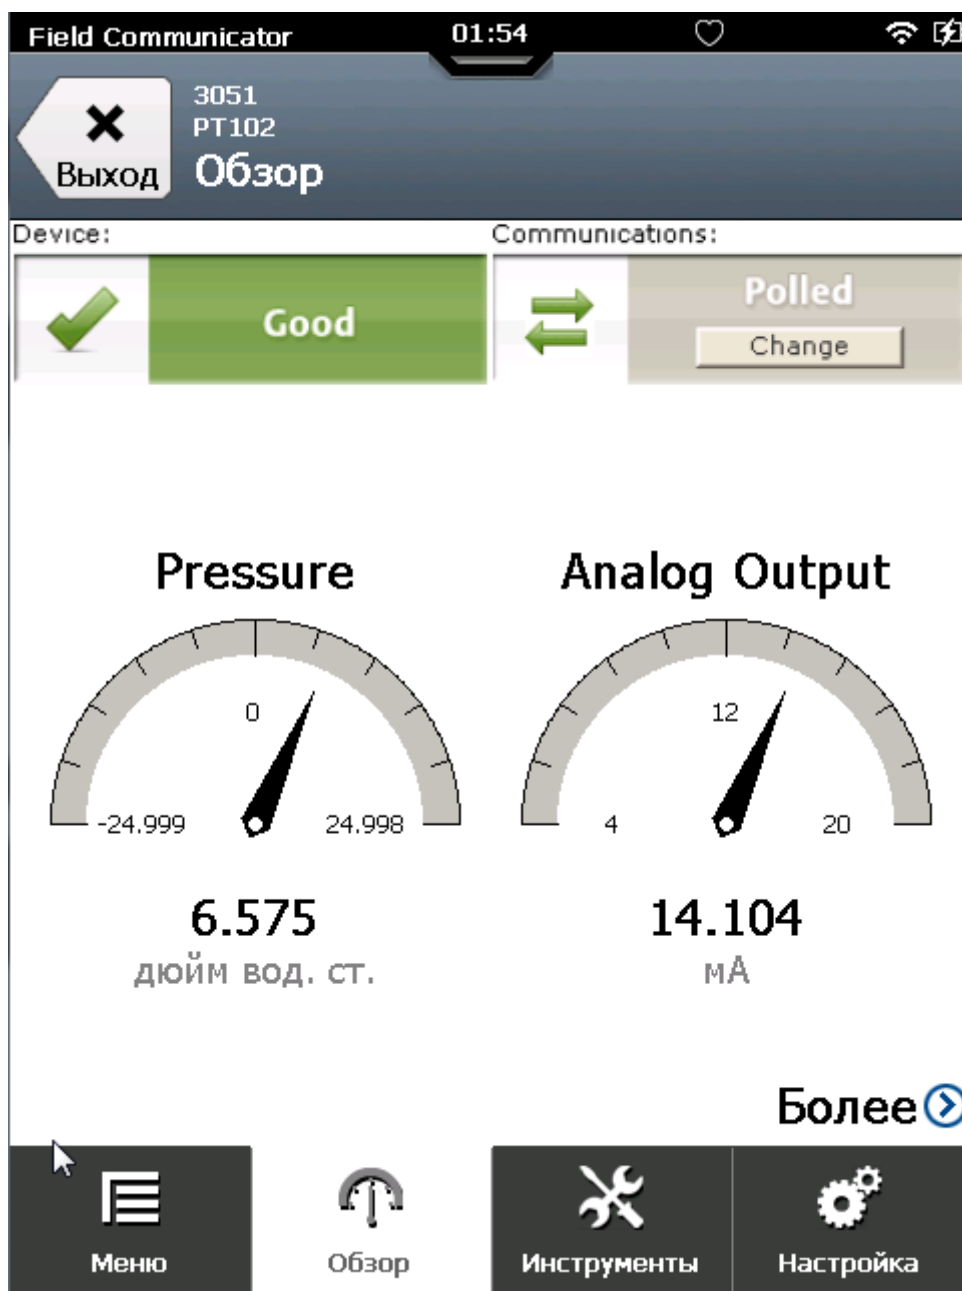 Field Communicator 01:54
3051
PT102
Выход Обзор
Device: Communications:
Good
Polled
Change
Pressure Analog Output
0 12
-24.999 24.998 4 20
6.575 14.104
дюйм вод. ст. мА
Более
Меню Обзор Инструменты Настройка